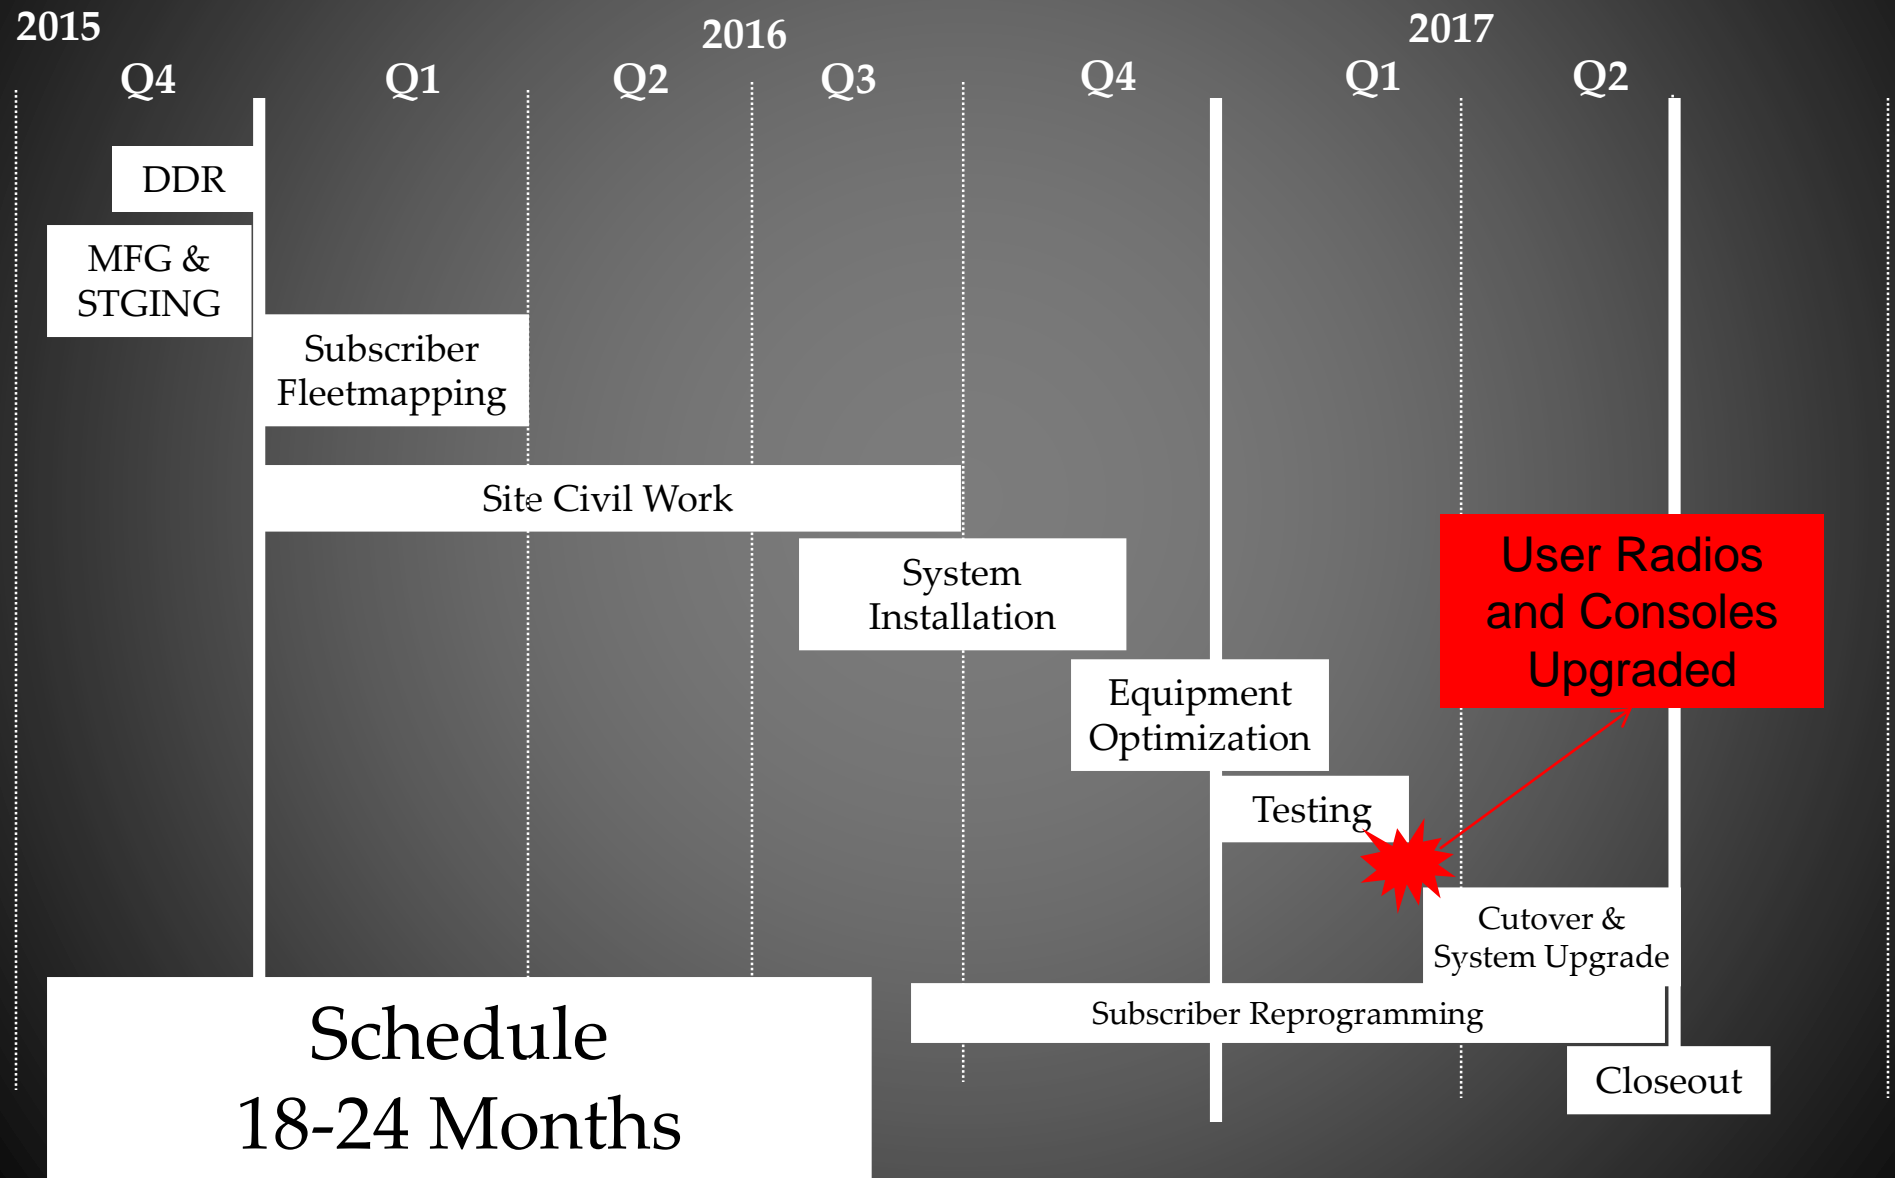 2015
2016
2017
Q4
Q1
Q2
Q3
Q4
Q1
Q2
DDR
MFG &
STGING
Subscriber
Fleetmapping
Site Civil Work
System
Installation
User Radios
and Consoles
Upgraded
Equipment
Optimization
Testing
Cutover &
System Upgrade
Subscriber Reprogramming
Closeout
Schedule
18-24 Months